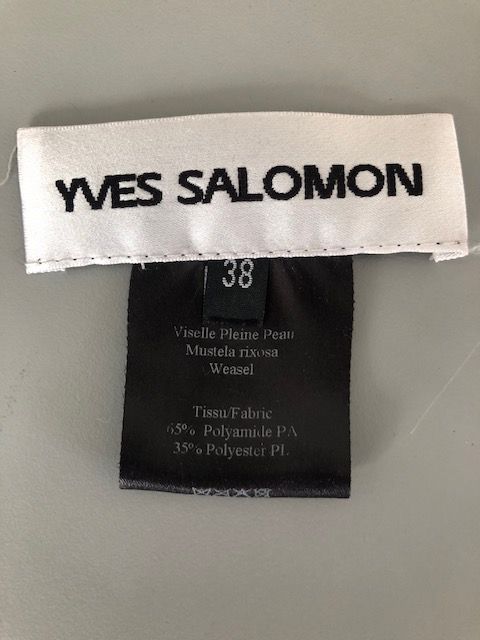 YVES SALOMON
38
Viselle Pleine Peau
Mustela rixosa
Weasel
Tissu/Fabric
65% Polyamide PA
35% Polyester PL